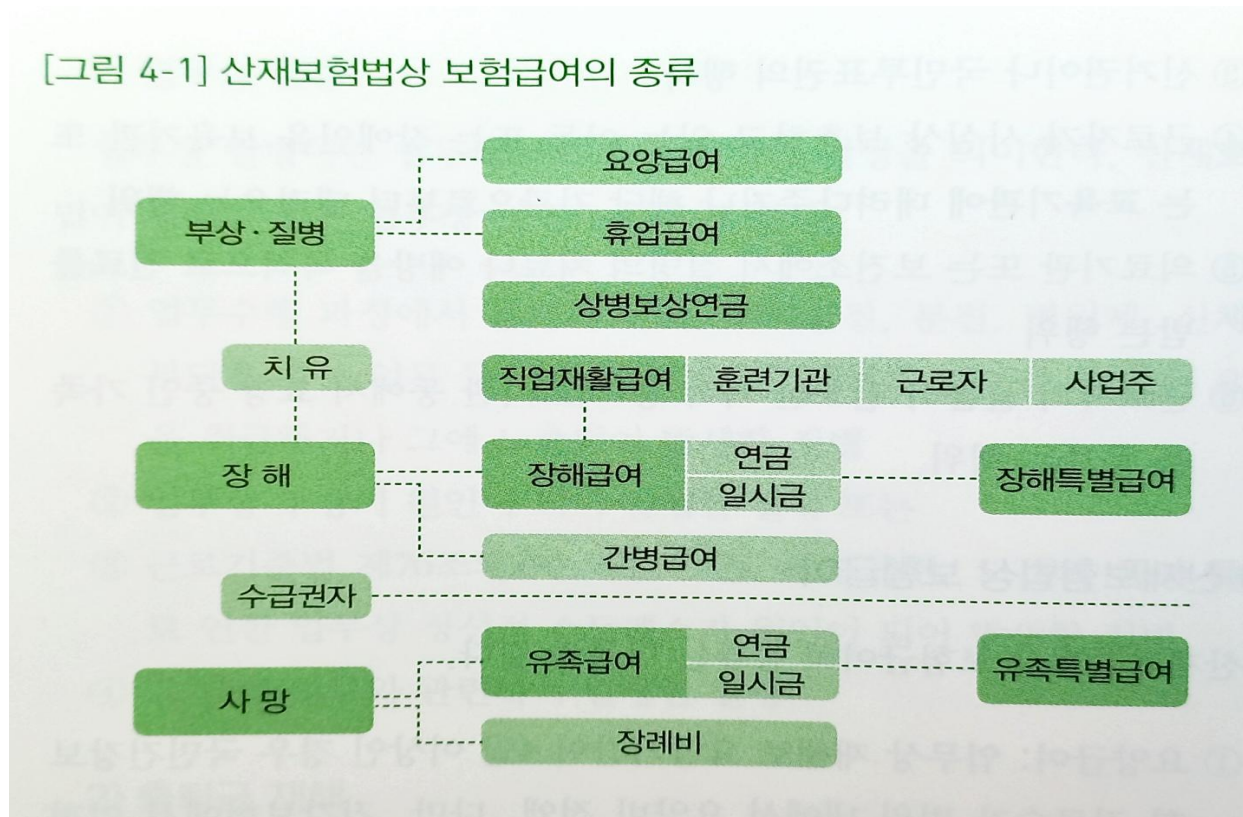 [그림 4-1] 산재보험법상 보험급여의 종류
요양급여
부상·질병
휴업급여
상병보상연금
치 유
직업재활급여 훈련기관 근로자 사업주
장 해
장해급여
연금
일시금
장해특별급여
간병급여
수급권자
유족급여
연금
일시금
유족특별급여
사 망
장례비